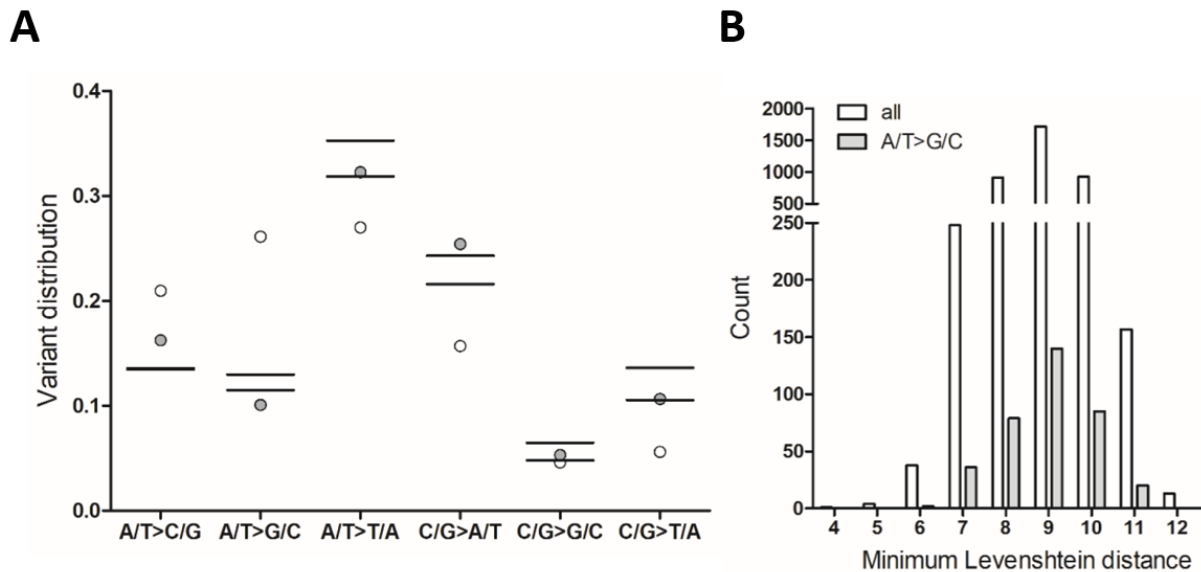 A
B
0.4
0.3
0.2
0.1
0.0
Variant distribution
A/T>C/G A/T>G/C A/T>T/A C/G>A/T C/G>G/C C/G>T/A
all
A/T>G/C
2000
1500
1000
500
250
200
150
100
50
0
Count
4 5 6 7 8 9 10 11 12
Minimum Levenshtein distance